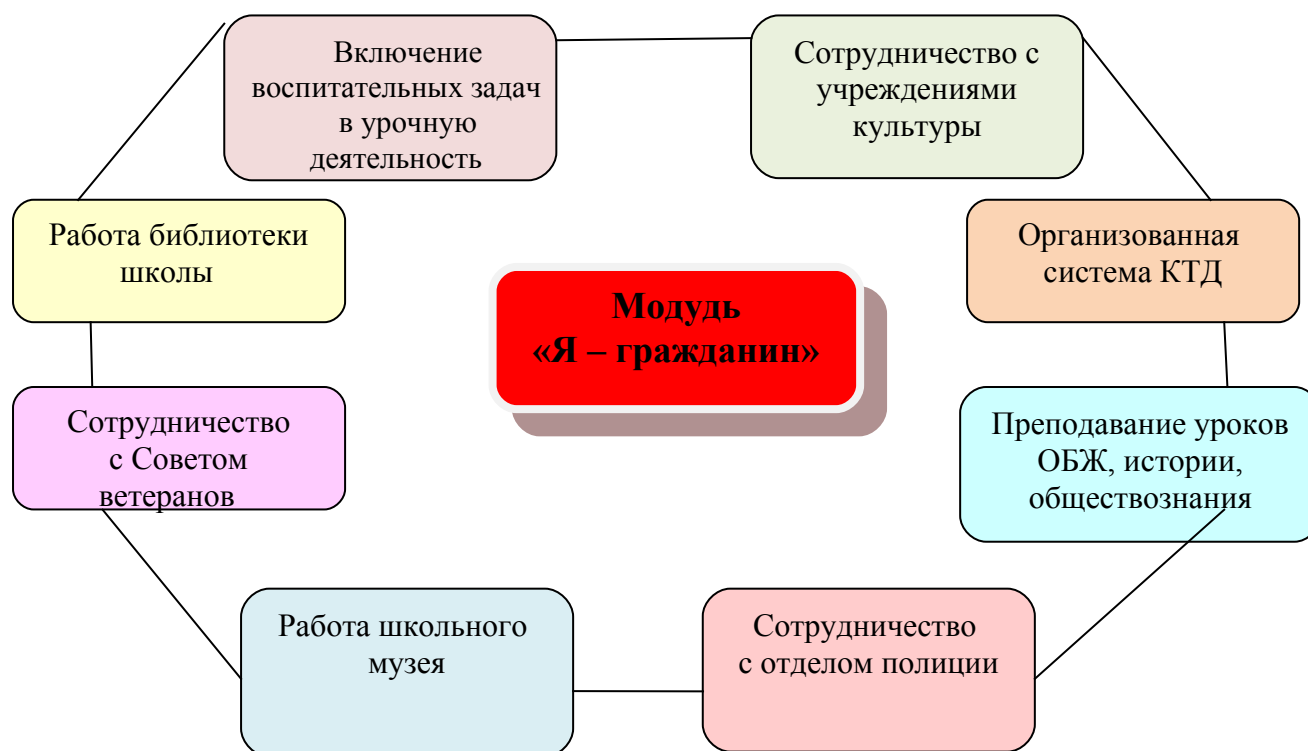 Включение
воспитательных задач
в урочную
деятельность
Сотрудничество с
учреждениями
культуры
Работа библиотеки
школы
Организованная
система КТД
Модудь
«Я – гражданин»
Сотрудничество
с Советом
ветеранов
Преподавание уроков
ОБЖ, истории,
обществознания
Работа школьного
музея
Сотрудничество
с отделом полиции